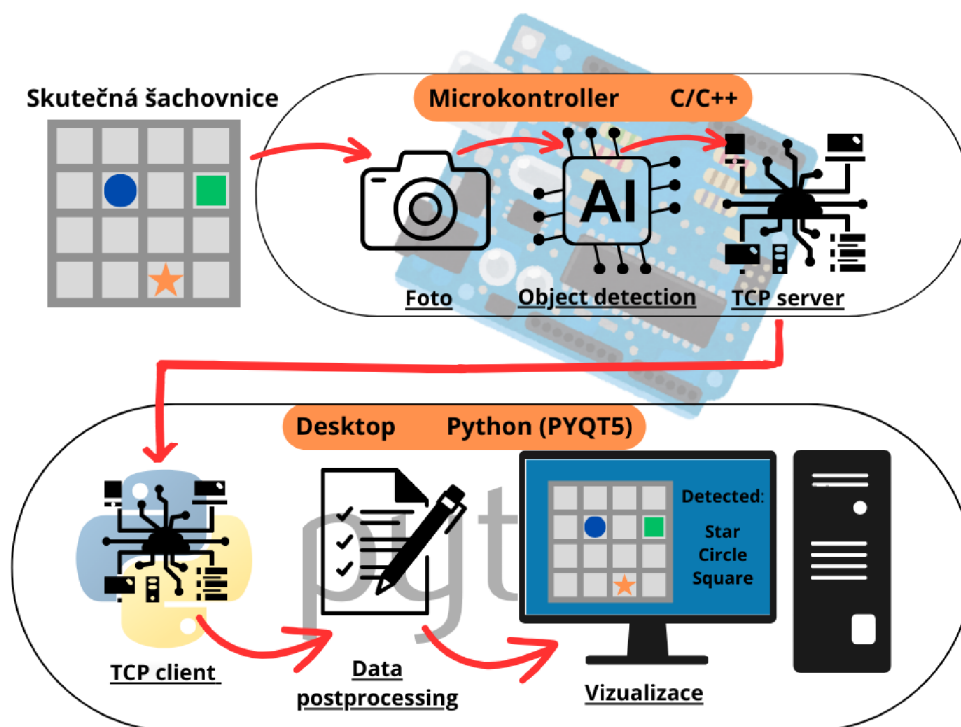 Skutečná šachovnice
Microkontroller C/C++
AI
Foto
Object detection
TCP server
Desktop Python (PYQT5)
Detected:
Star
Circle
Square
TCP client
Data
postprocessing
Vizualizace
pyt